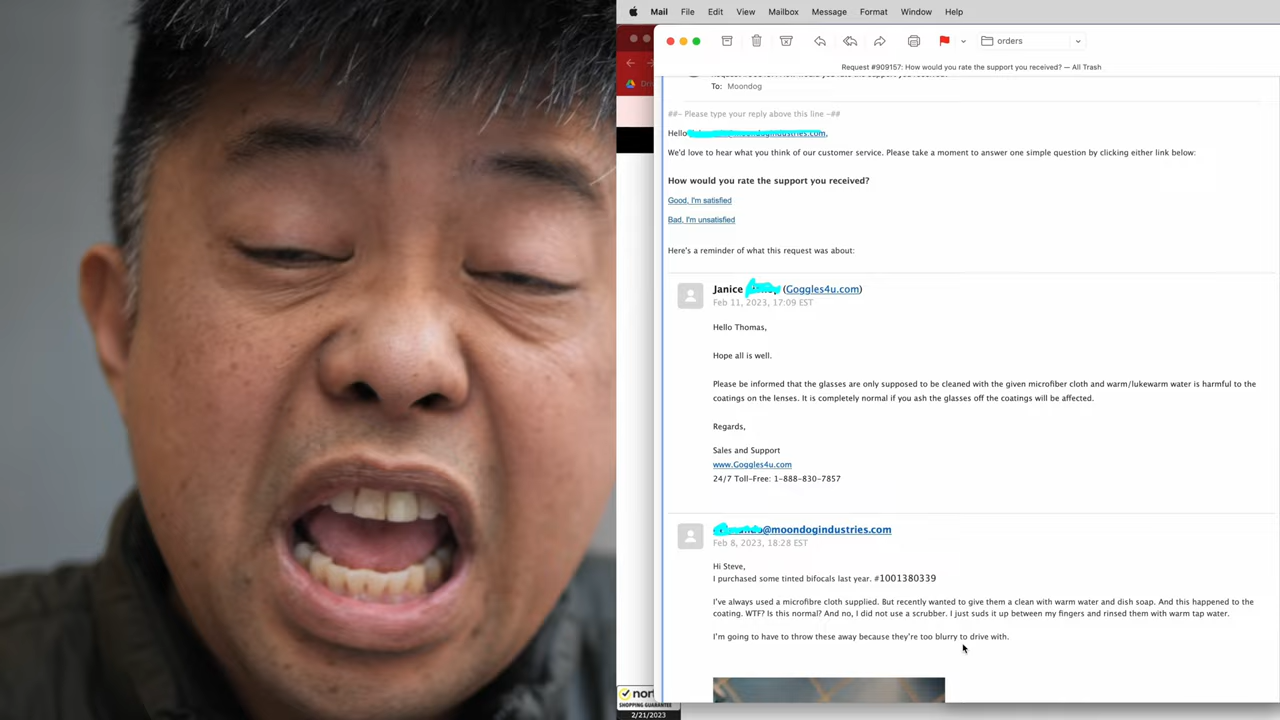 Mail File Edit View Mailbox Message Format Window Help
orders
Request #909157: How would you rate the support you received? — All Trash
To: Moondog
##- Please type your reply above this line -##
Hello
We'd love to hear what you think of our customer service. Please take a moment to answer one simple question by clicking either link below:
How would you rate the support you received?
Good, I'm satisfied
Bad, I'm unsatisfied
Here's a reminder of what this request was about:
Janice (Goggles4u.com)
Feb 11, 2023, 17:09 EST
Hello Thomas,
Hope all is well.
Please be informed that the glasses are only supposed to be cleaned with the given microfiber cloth and warm/lukewarm water is harmful to the
coatings on the lenses. It is completely normal if you ash the glasses off the coatings will be affected.
Regards,
Sales and Support
www.Goggles4u.com
24/7 Toll-Free: 1-888-830-7857
@moondogindustries.com
Feb 8, 2023, 18:28 EST
Hi Steve,
I purchased some tinted bifocals last year. #1001380339
I've always used a microfibre cloth supplied. But recently wanted to give them a clean with warm water and dish soap. And this happened to the
coating. WTF? Is this normal? And no, I did not use a scrubber. I just suds it up between my fingers and rinsed them with warm tap water.
I'm going to have to throw these away because they're too blurry to drive with.
SHOPPING GUARANTEE
2/21/2023